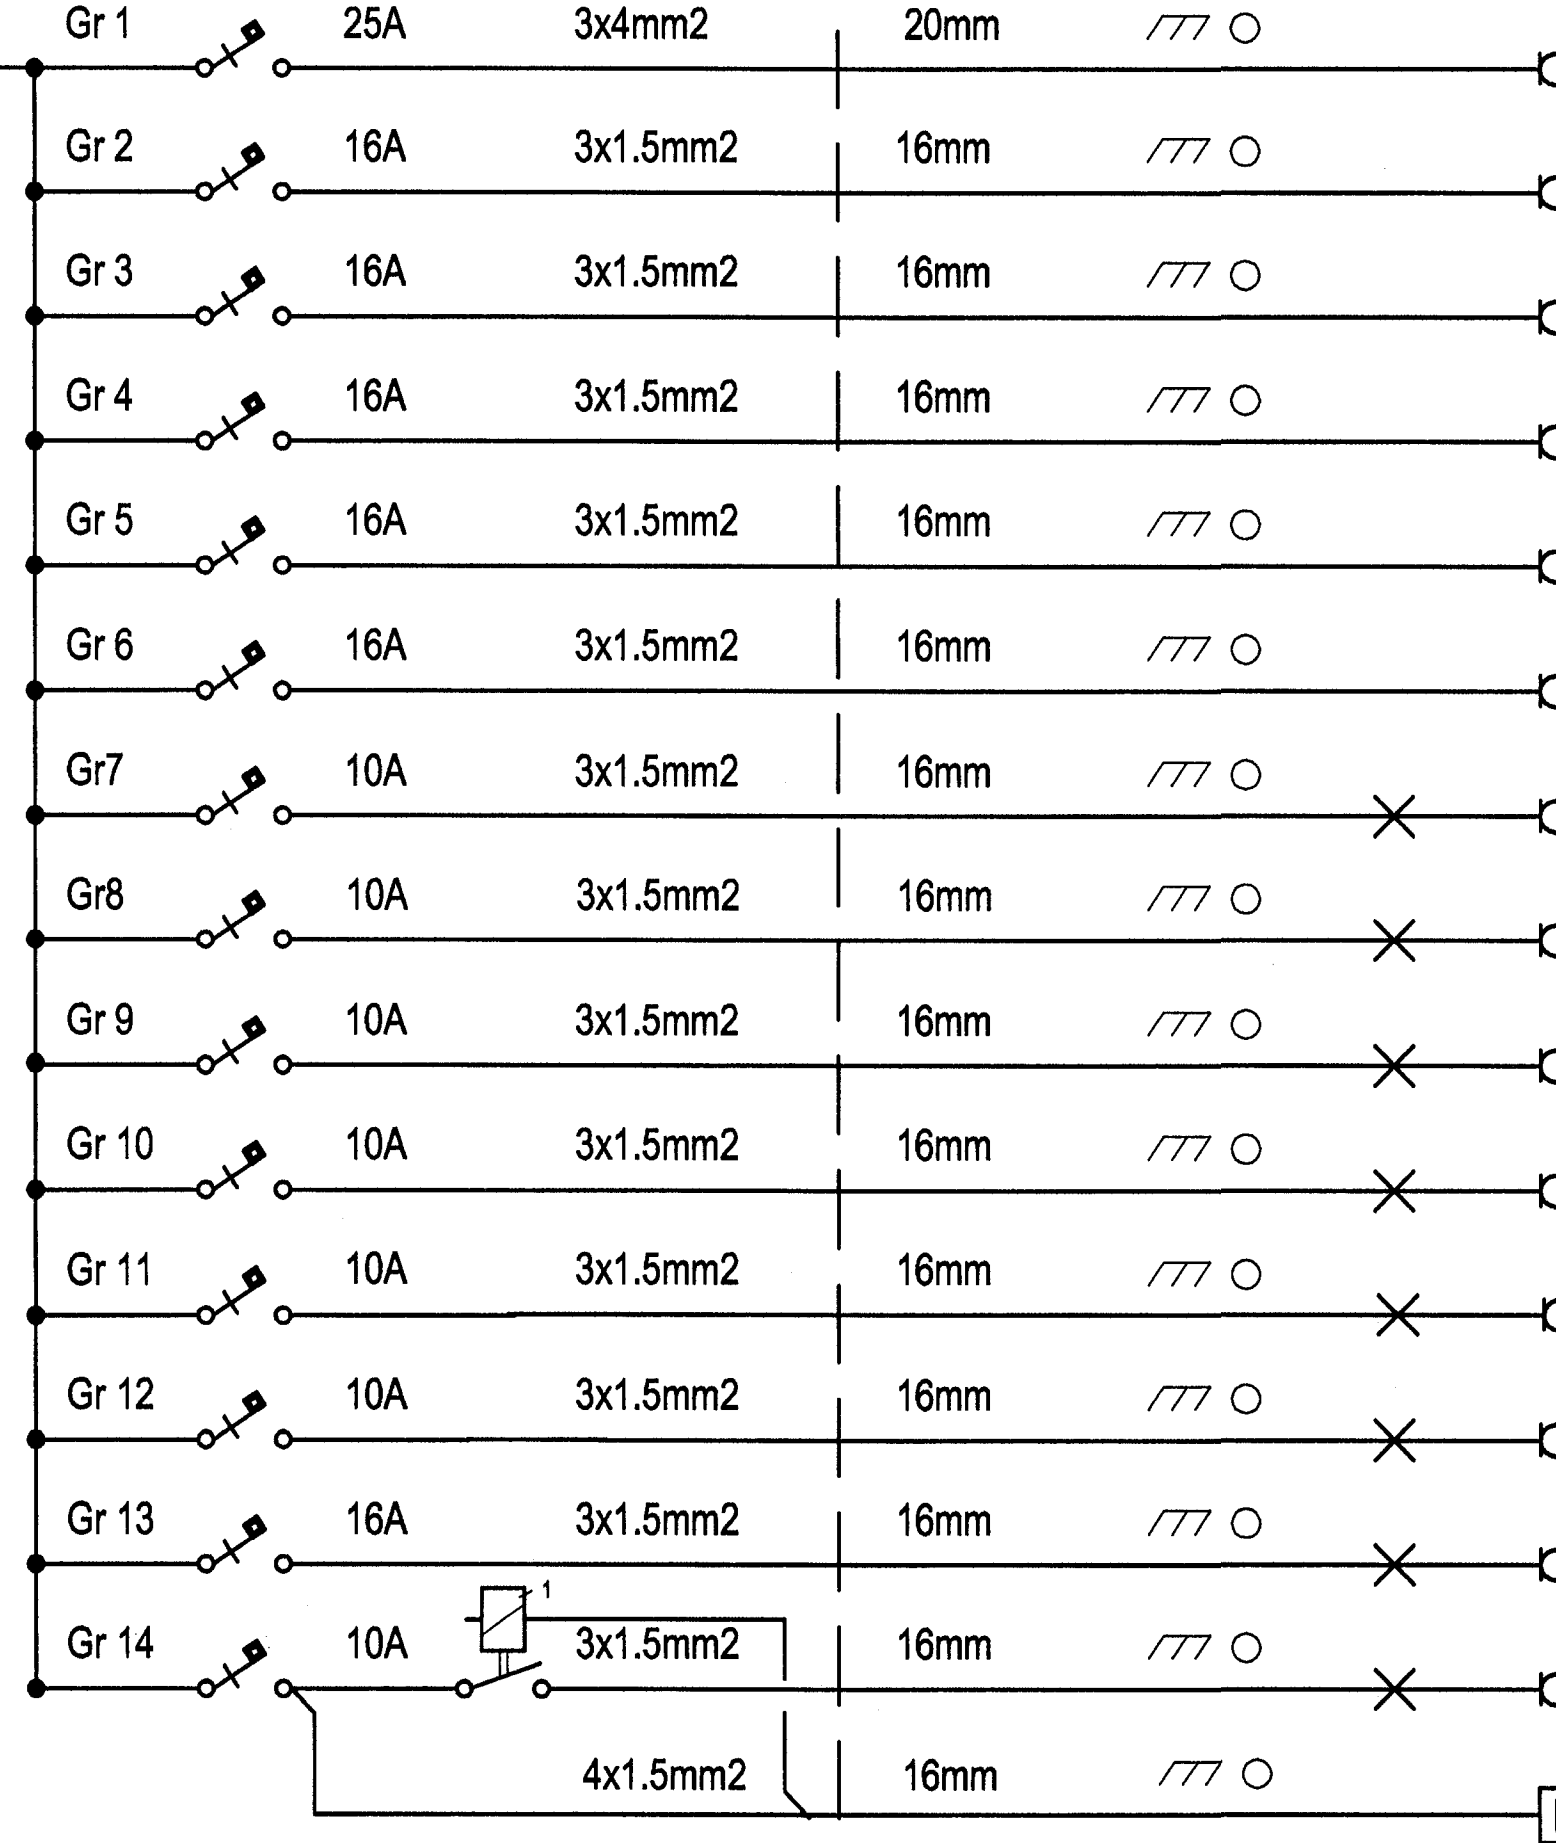 Gr 1 25A 3x4mm2 20mm
Gr 2 16A 3x1.5mm2 16mm
Gr 3 16A 3x1.5mm2 16mm
Gr 4 16A 3x1.5mm2 16mm
Gr 5 16A 3x1.5mm2 16mm
Gr 6 16A 3x1.5mm2 16mm
Gr7 10A 3x1.5mm2 16mm
Gr8 10A 3x1.5mm2 16mm
Gr 9 10A 3x1.5mm2 16mm
Gr 10 10A 3x1.5mm2 16mm
Gr 11 10A 3x1.5mm2 16mm
Gr 12 10A 3x1.5mm2 16mm
Gr 13 16A 3x1.5mm2 16mm
1
Gr 14 10A 3x1.5mm2 16mm
4x1.5mm2 16mm